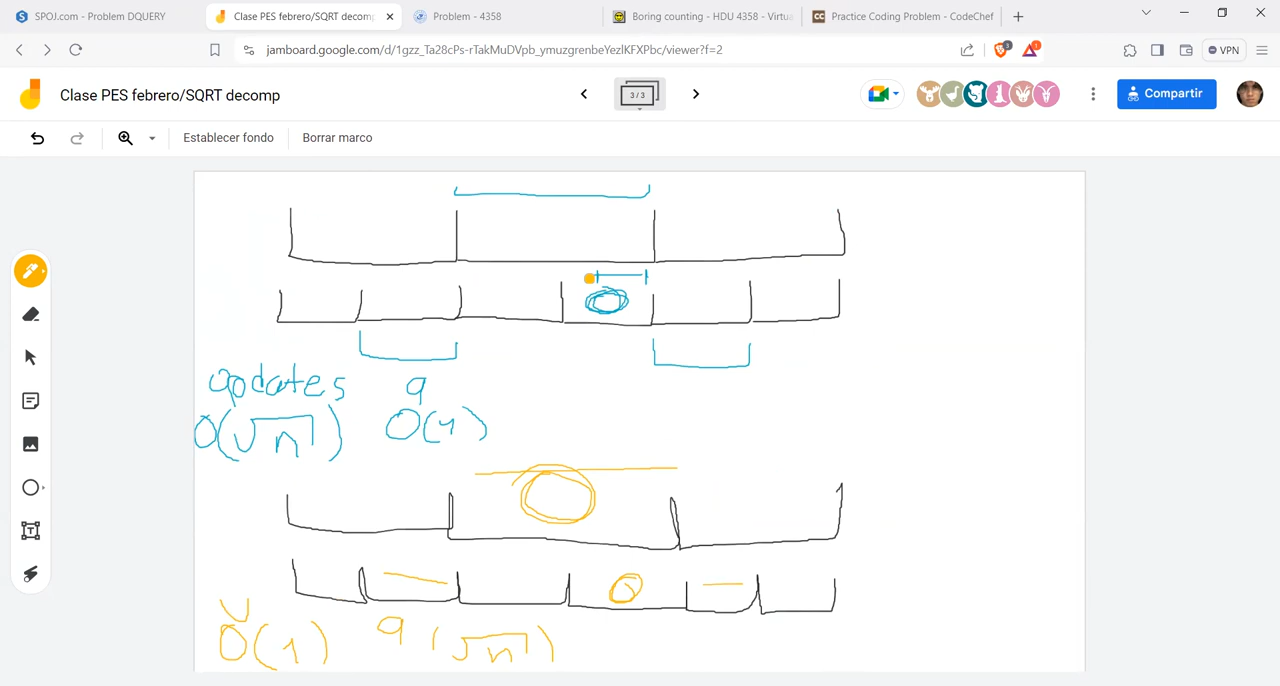 SPOJ.com - Problem DQUERY
Clase PES febrero/SQRT decomp
Problem - 4358
Boring counting - HDU 4358 - Virtua
Practice Coding Problem - CodeChef
jamboard.google.com/d/1gzz_Ta28cPs-rTakMuDVpb_ymuzgrenbeYezlKFXPbc/viewer?f=2
VPN
Clase PES febrero/SQRT decomp
3 / 3
Compartir
Establecer fondo
Borrar marco
updates q
O(√n) O(1)
U q
O(1) (√n)